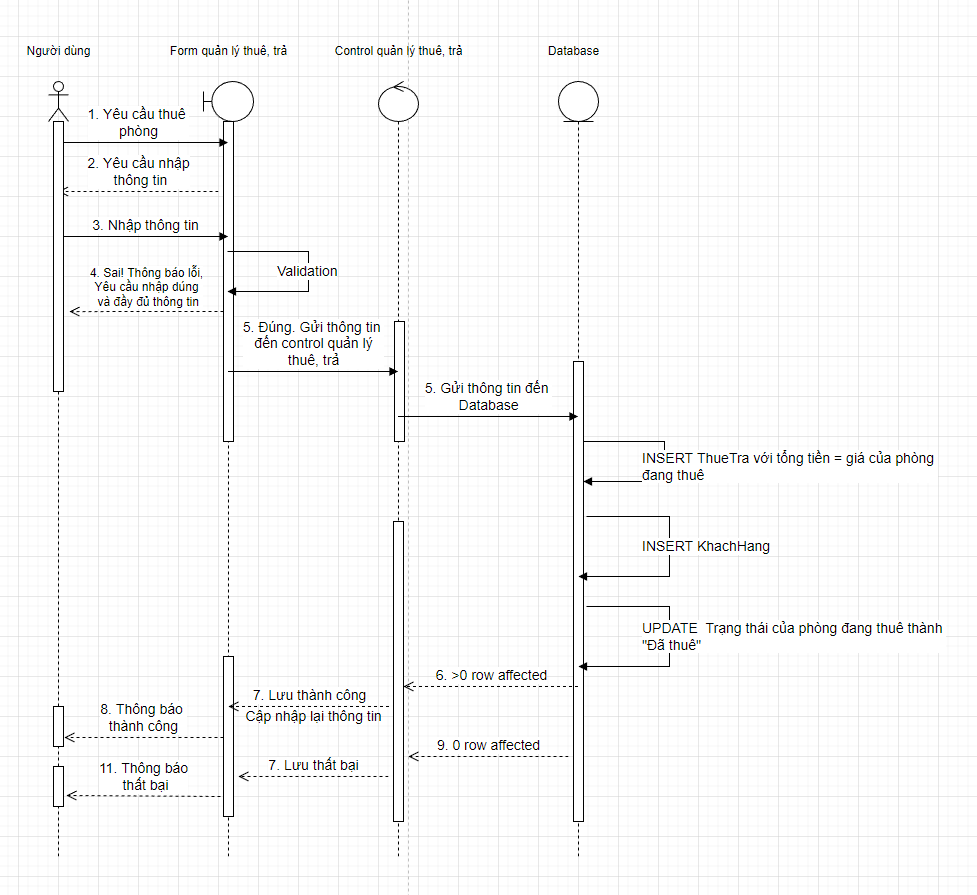 Người dùng
Form quản lý thuê, trả
Control quản lý thuê, trả
Database
1. Yêu cầu thuê
phòng
2. Yêu cầu nhập
thông tin
3. Nhập thông tin
Validation
4. Sai! Thông báo lỗi,
Yêu cầu nhập dúng
và đầy đủ thông tin
5. Đúng. Gửi thông tin
đến control quản lý
thuê, trả
5. Gửi thông tin đến
Database
INSERT ThueTra với tổng tiền = giá của phòng
đang thuê
INSERT KhachHang
UPDATE Trạng thái của phòng đang thuê thành
"Đã thuê"
6. >0 row affected
7. Lưu thành công
Cập nhập lại thông tin
8. Thông báo
thành công
9. 0 row affected
7. Lưu thất bại
11. Thông báo
thất bại